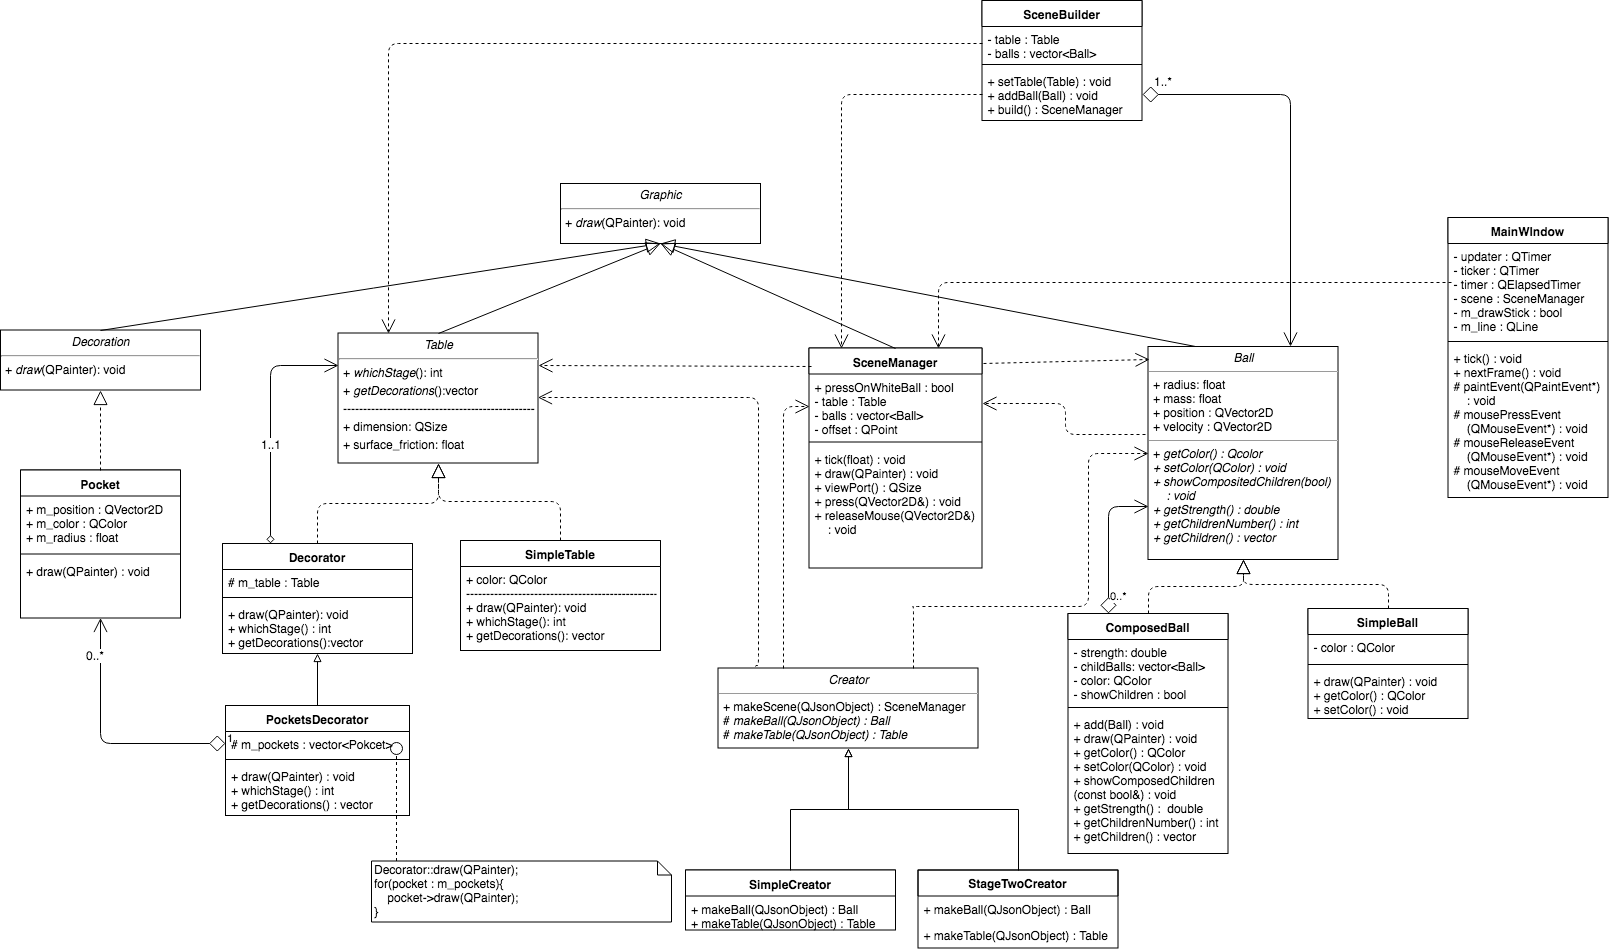 SceneBuilder
- table : Table
- balls : vector<Ball>
+ setTable(Table) : void
+ addBall(Ball) : void
+ build() : SceneManager
1..*
Graphic
+ draw(QPainter): void
MainWIndow
- updater : QTimer
- ticker : QTimer
- timer : QElapsedTimer
- scene : SceneManager
- m_drawStick : bool
- m_line : QLine
+ tick() : void
+ nextFrame() : void
# paintEvent(QPaintEvent*)
: void
# mousePressEvent
(QMouseEvent*) : void
# mouseReleaseEvent
(QMouseEvent*) : void
# mouseMoveEvent
(QMouseEvent*) : void
Decoration
+ draw(QPainter): void
Table
+ whichStage(): int
+ getDecorations():vector
+ dimension: QSize
+ surface_friction: float
SceneManager
+ pressOnWhiteBall : bool
- table : Table
- balls : vector<Ball>
- offset : QPoint
+ tick(float) : void
+ draw(QPainter) : void
+ viewPort() : QSize
+ press(QVector2D&) : void
+ releaseMouse(QVector2D&)
: void
Ball
+ radius: float
+ mass: float
+ position : QVector2D
+ velocity : QVector2D
+ getColor() : Qcolor
+ setColor(QColor) : void
+ showCompositedChildren(bool)
: void
+ getStrength() : double
+ getChildrenNumber() : int
+ getChildren() : vector
1..1
Pocket
+ m_position : QVector2D
+ m_color : QColor
+ m_radius : float
+ draw(QPainter) : void
Decorator
# m_table : Table
+ draw(QPainter): void
+ whichStage() : int
+ getDecorations():vector
SimpleTable
+ color: QColor
+ draw(QPainter): void
+ whichStage(): int
+ getDecorations(): vector
0..*
ComposedBall
- strength: double
- childBalls: vector<Ball>
- color: QColor
- showChildren : bool
+ add(Ball) : void
+ draw(QPainter) : void
+ getColor() : QColor
+ setColor(QColor) : void
+ showComposedChildren
(const bool&) : void
+ getStrength() :  double
+ getChildrenNumber() : int
+ getChildren() : vector
SimpleBall
- color : QColor
+ draw(QPainter) : void
+ getColor() : QColor
+ setColor() : void
0..*
Creator
+ makeScene(QJsonObject) : SceneManager
# makeBall(QJsonObject) : Ball
# makeTable(QJsonObject) : Table
PocketsDecorator
1
# m_pockets : vector<Pokcet>
+ draw(QPainter) : void
+ whichStage() : int
+ getDecorations() : vector
Decorator::draw(QPainter);
for(pocket : m_pockets){
pocket->draw(QPainter);
}
SimpleCreator
+ makeBall(QJsonObject) : Ball
+ makeTable(QJsonObject) : Table
StageTwoCreator
+ makeBall(QJsonObject) : Ball
+ makeTable(QJsonObject) : Table